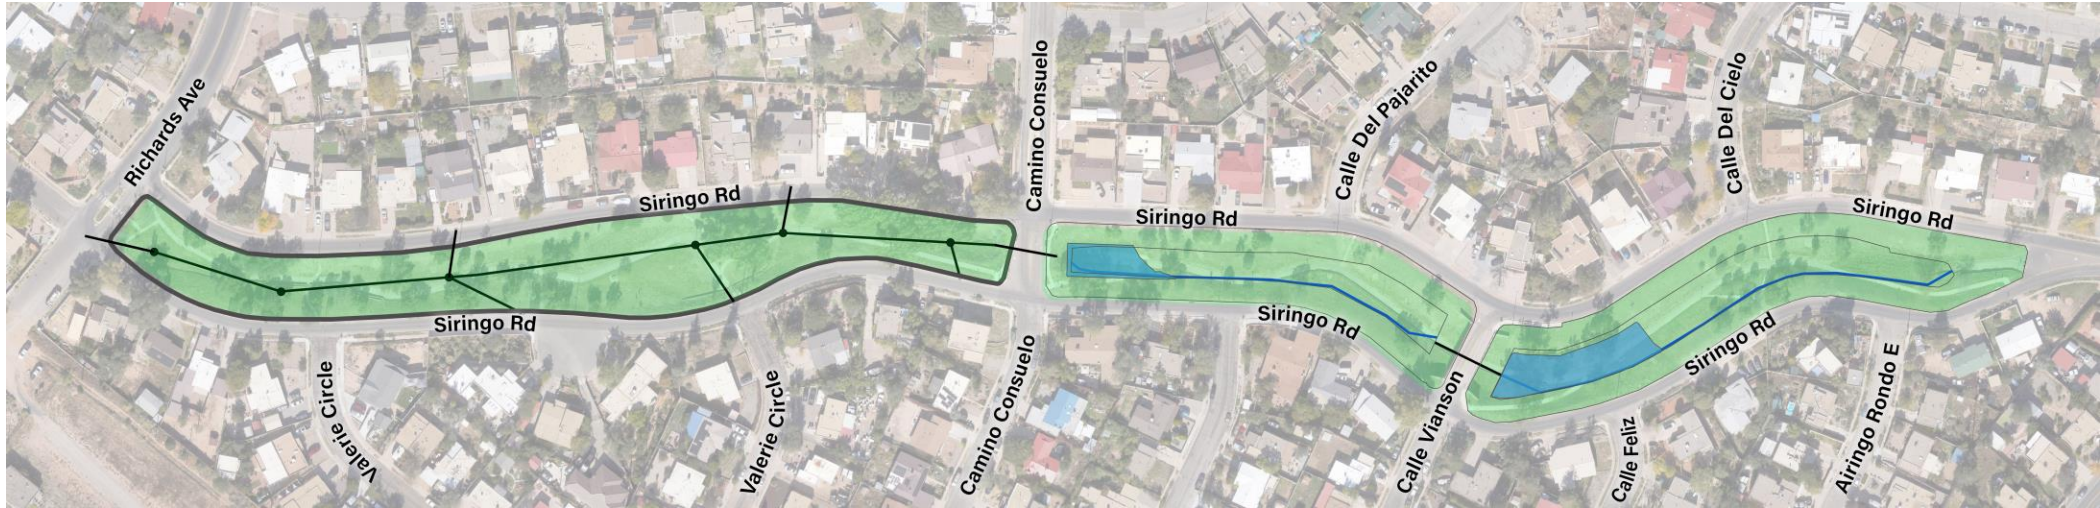 Richards Ave
Siringo Rd
Siringo Rd
Valerie Circle
Valerie Circle
Camino Consuelo
Camino Consuelo
Siringo Rd
Siringo Rd
Calle Del Pajarito
Calle Vianson
Calle Del Cielo
Siringo Rd
Siringo Rd
Calle Feliz
Airingo Rondo E